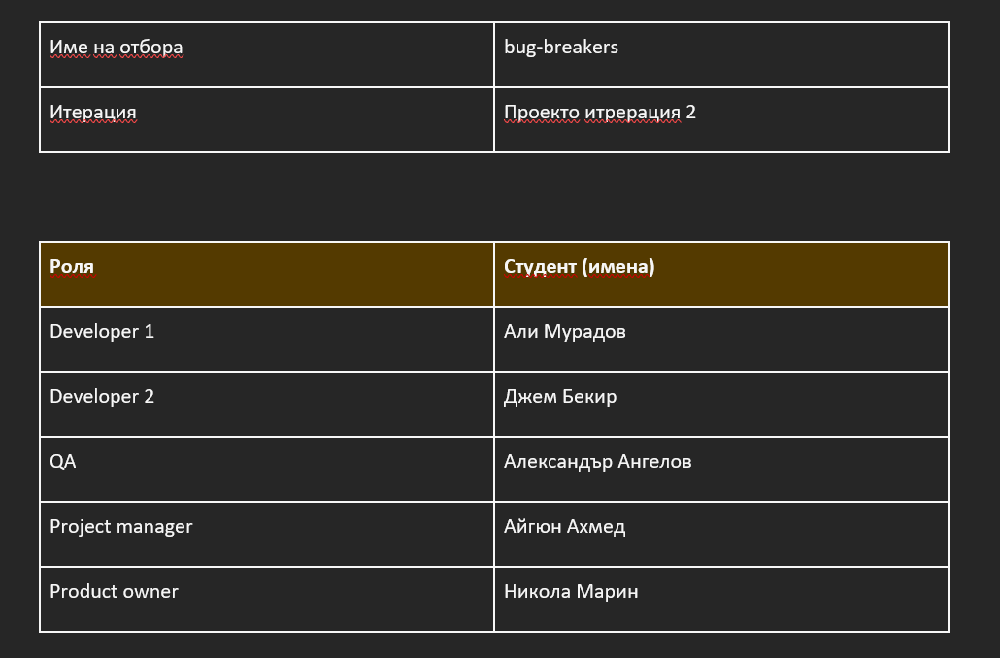 Име на отбора
bug-breakers
Итерация
Проекто итрерация 2
Роля
Студент (имена)
Developer 1
Али Мурадов
Developer 2
Джем Бекир
QA
Александър Ангелов
Project manager
Айгюн Ахмед
Product owner
Никола Марин